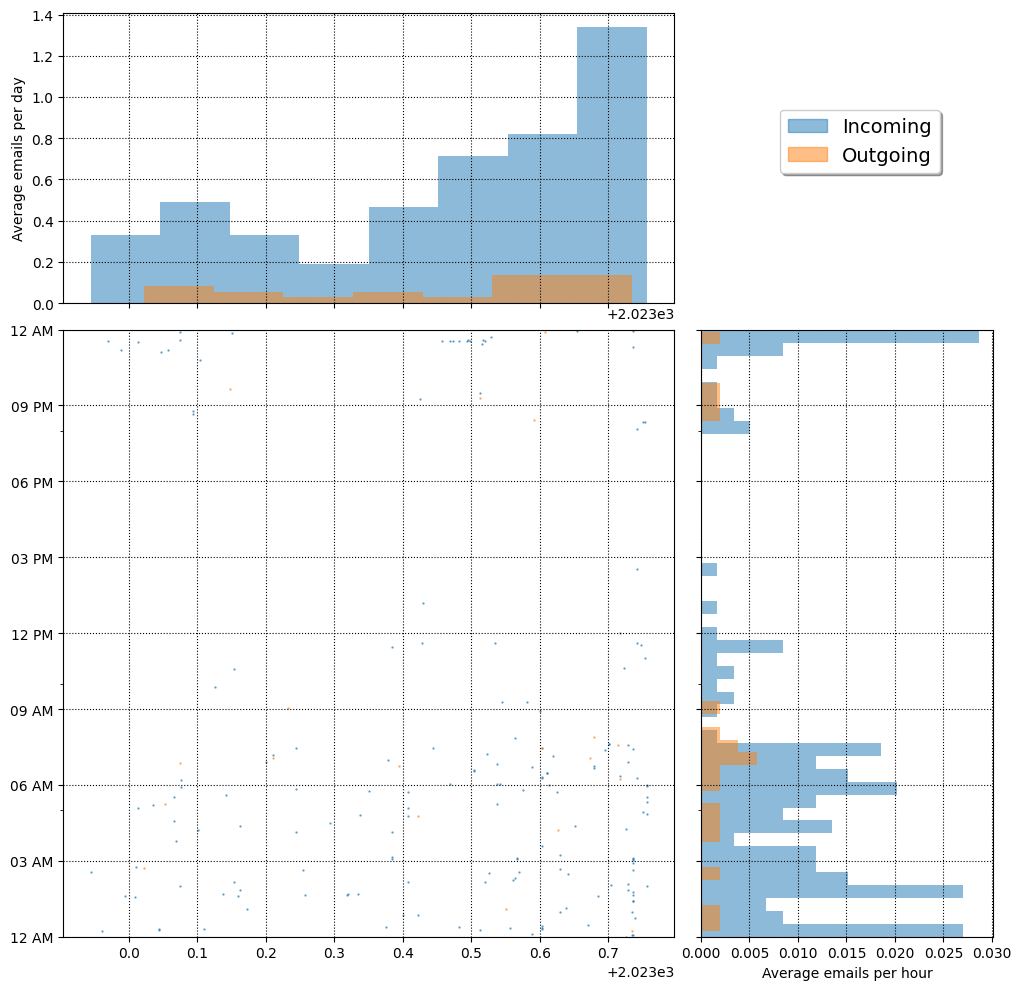 1.4
1.2
1.0
0.8
0.6
0.4
0.2
0.0
Average emails per day
+2.023e3
Incoming
Outgoing
12 AM
09 PM
06 PM
03 PM
12 PM
09 AM
06 AM
03 AM
12 AM
0.0 0.1 0.2 0.3 0.4 0.5 0.6 0.7
+2.023e3
0.000 0.005 0.010 0.015 0.020 0.025 0.030
Average emails per hour